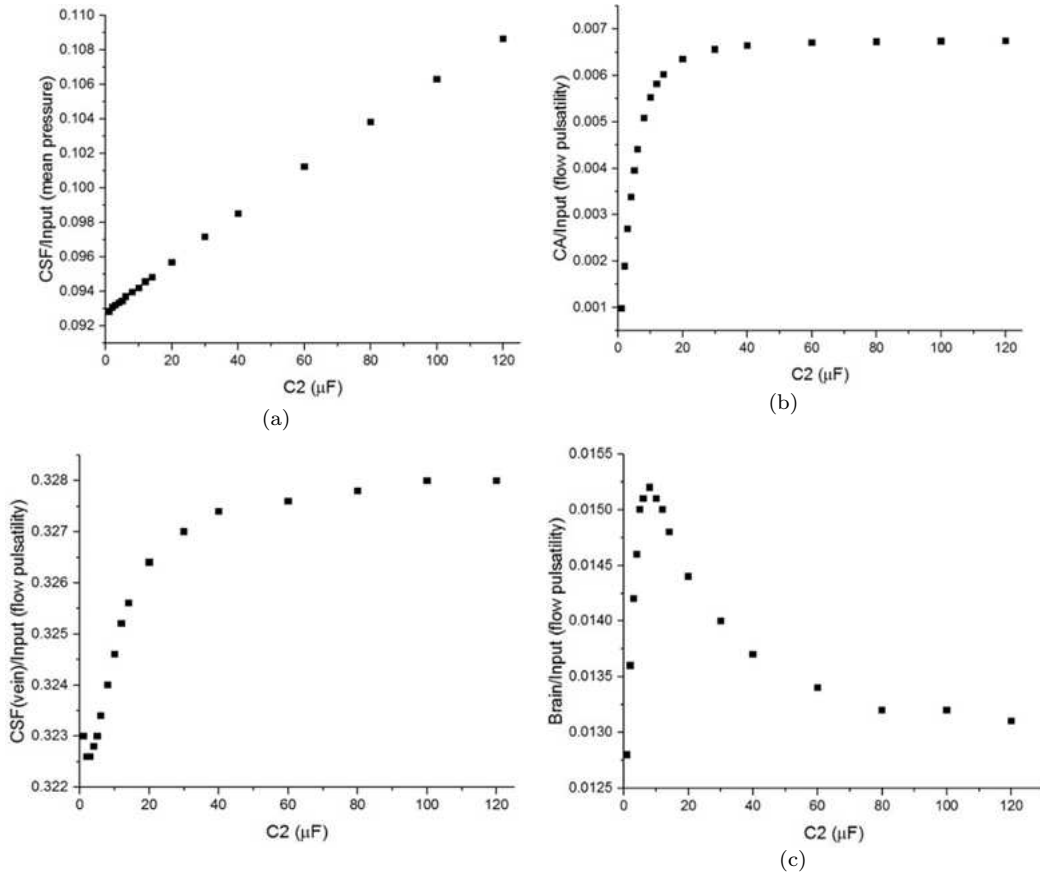 CSF/Input (mean pressure)
0.110
0.108
0.106
0.104
0.102
0.100
0.098
0.096
0.094
0.092
0 20 40 60 80 100 120
C2 (μF)
(a)
CA/Input (flow pulsatility)
0.007
0.006
0.005
0.004
0.003
0.002
0.001
0 20 40 60 80 100 120
C2 (μF)
(b)
CSF(vein)/Input (flow pulsatility)
0.328
0.327
0.326
0.325
0.324
0.323
0.322
0 20 40 60 80 100 120
C2 (μF)
Brain/Input (flow pulsatility)
0.0155
0.0150
0.0145
0.0140
0.0135
0.0130
0.0125
0 20 40 60 80 100 120
C2 (μF)
(c)